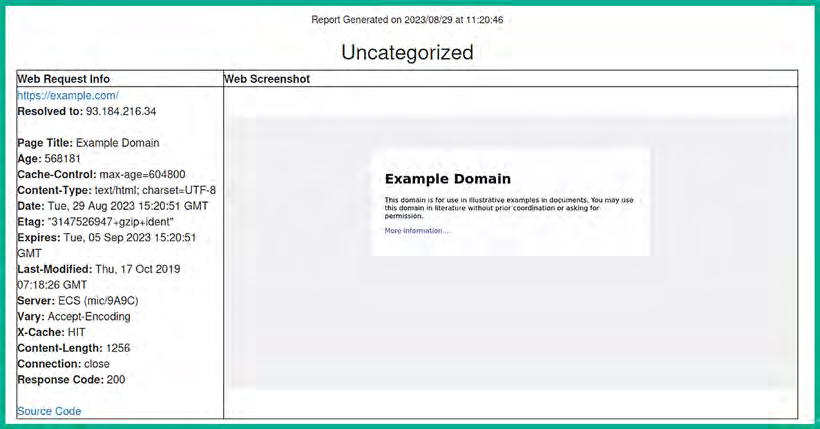 Report Generated on 2023/08/29 at 11:20:46
Uncategorized
Web Request Info
Web Screenshot
https://example.com/
Resolved to: 93.184.216.34
Page Title: Example Domain
Age: 568181
Cache-Control: max-age=604800
Content-Type: text/html; charset=UTF-8
Date: Tue, 29 Aug 2023 15:20:51 GMT
Etag: "3147526947+gzip+ident"
Expires: Tue, 05 Sep 2023 15:20:51
GMT
Last-Modified: Thu, 17 Oct 2019
07:18:26 GMT
Server: ECS (mic/9A9C)
Vary: Accept-Encoding
X-Cache: HIT
Content-Length: 1256
Connection: close
Response Code: 200
Source Code
Example Domain
This domain is for use in illustrative examples in documents. You may use
this domain in literature without prior coordination or asking for
permission.
More information...